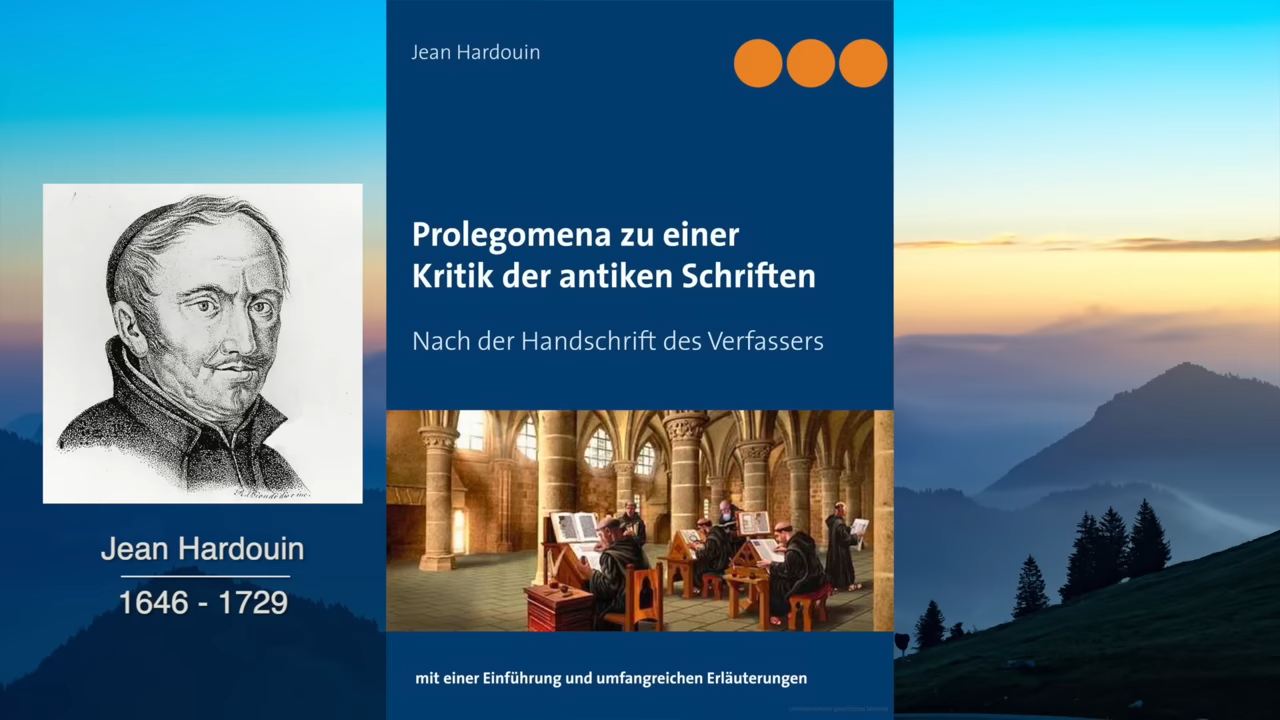 Jean Hardouin
1646 - 1729
Jean Hardouin
Prolegomena zu einer
Kritik der antiken Schriften
Nach der Handschrift des Verfassers
mit einer Einführung und umfangreichen Erläuterungen